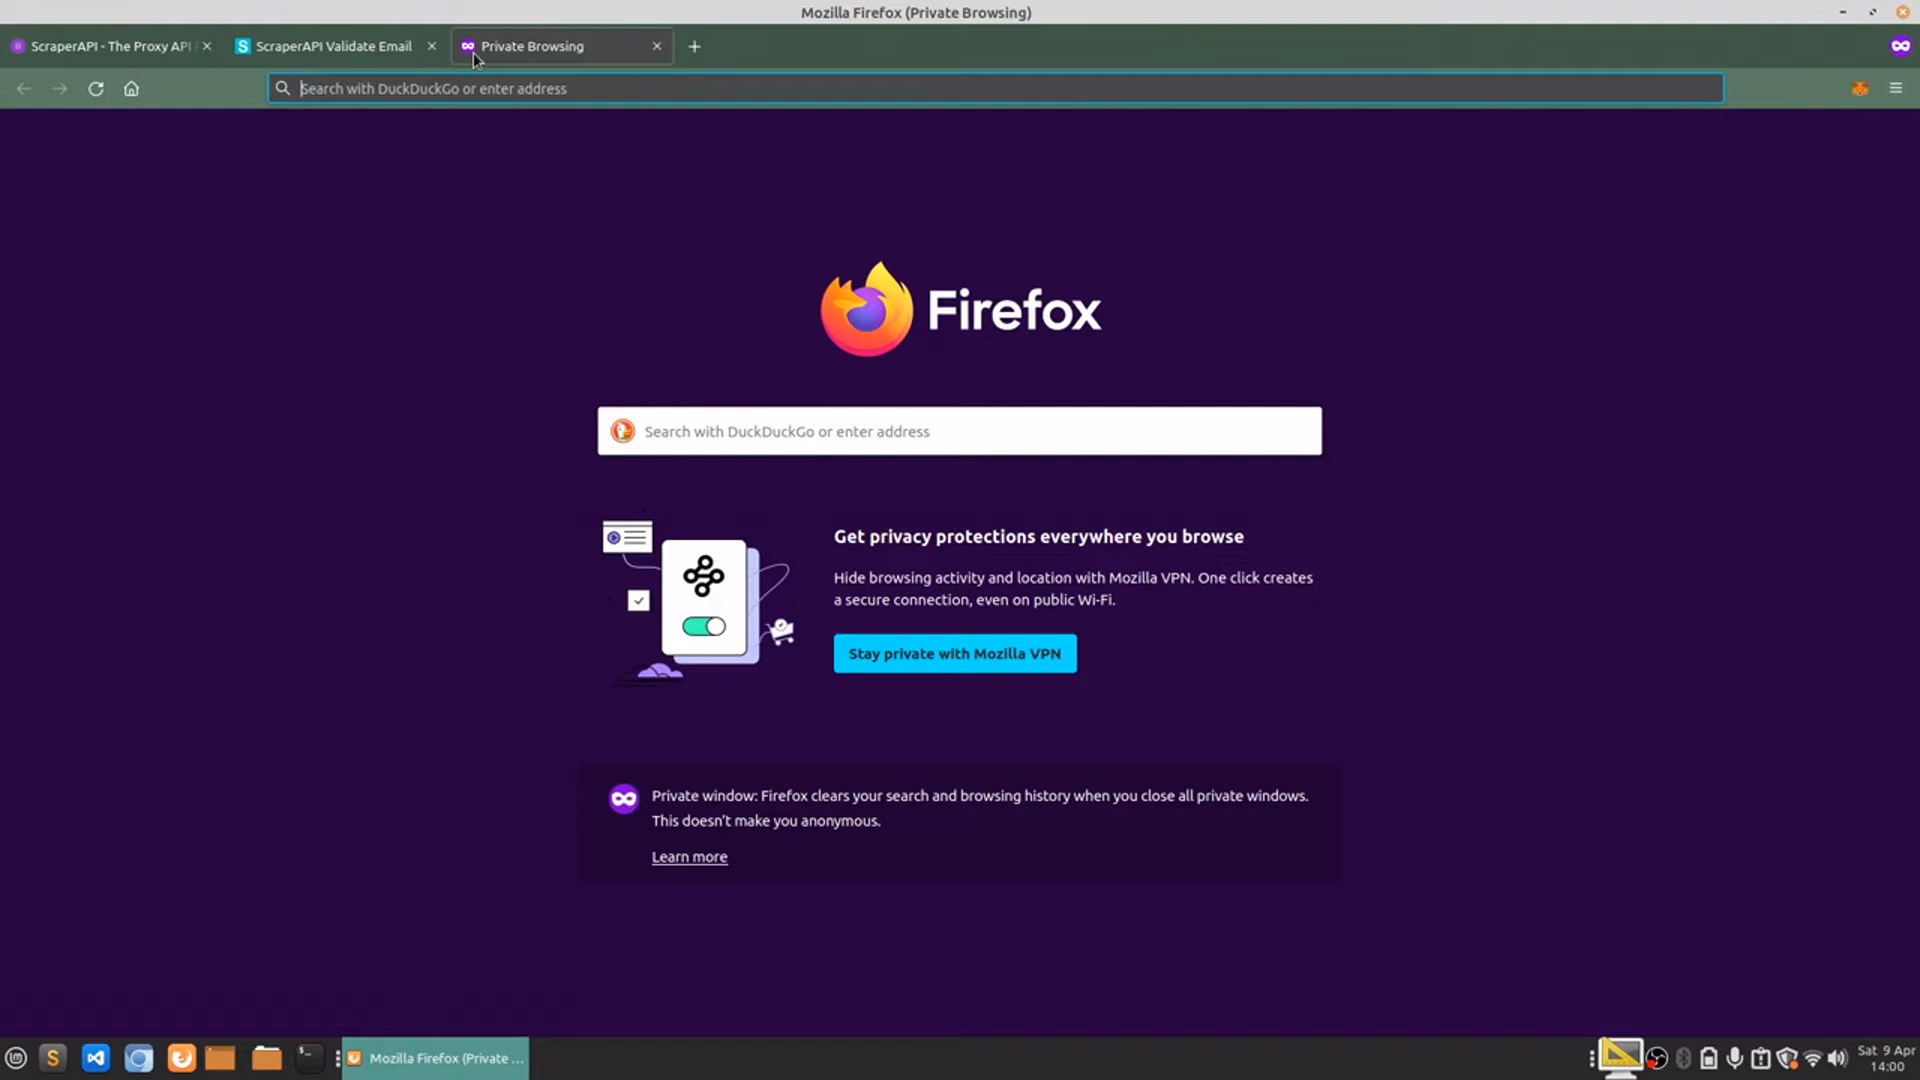 Mozilla Firefox (Private Browsing)
ScraperAPI - The Proxy API
ScraperAPI Validate Email
Private Browsing
Search with DuckDuckGo or enter address
Firefox
Search with DuckDuckGo or enter address
Get privacy protections everywhere you browse
Hide browsing activity and location with Mozilla VPN. One click creates
a secure connection, even on public Wi-Fi.
Stay private with Mozilla VPN
Private window: Firefox clears your search and browsing history when you close all private windows.
This doesn't make you anonymous.
Learn more
Mozilla Firefox (Private ...
Sat 9 Apr
14:00